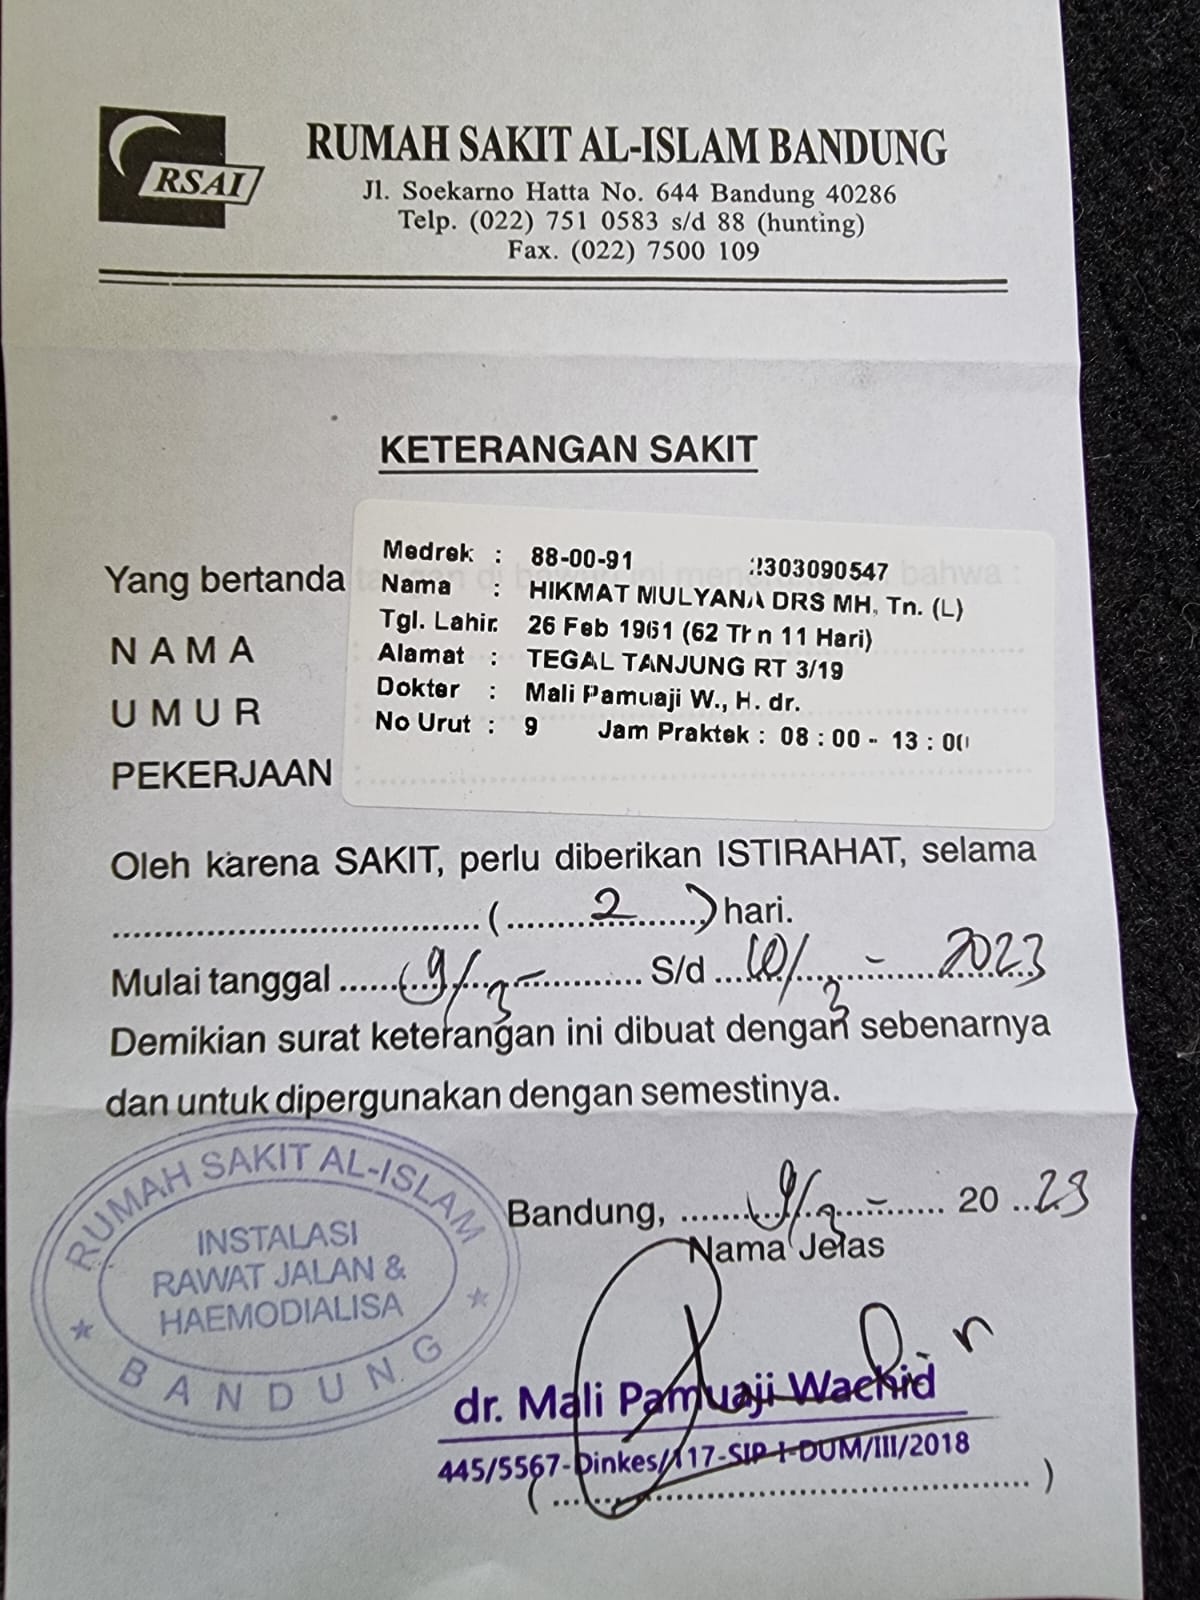 RSAI
RUMAH SAKIT AL-ISLAM BANDUNG
Jl. Soekarno Hatta No. 644 Bandung 40286
Telp. (022) 751 0583 s/d 88 (hunting)
Fax. (022) 7500 109
KETERANGAN SAKIT
Medrek : 88-00-91 2303090547
Yang bertanda
Nama : HIKMAT MULYANA DRS MH, Tn. (L)
Tgl. Lahir: 26 Feb 1961 (62 Thn 11 Hari)
NAMA
Alamat : TEGAL TANJUNG RT 3/19
Dokter : Mali Pamuaji W., H. dr.
UMUR
No Urut : 9 Jam Praktek : 08 : 00 - 13 : 00
PEKERJAAN
Oleh karena SAKIT, perlu diberikan ISTIRAHAT, selama
.................................... (........2........) hari.
Mulai tanggal ......9/3-............ S/d ...10/3-......2023
Demikian surat keterangan ini dibuat dengan sebenarnya
dan untuk dipergunakan dengan semestinya.
RUMAH SAKIT AL-ISLAM
INSTALASI
RAWAT JALAN &
HAEMODIALISA
BANDUNG
Bandung, .......9/3-....... 20 ..23
Nama Jelas
dr. Mali Pamuaji Wachid
445/5567-Dinkes/117-SIP-I-DUM/III/2018
(................................................)